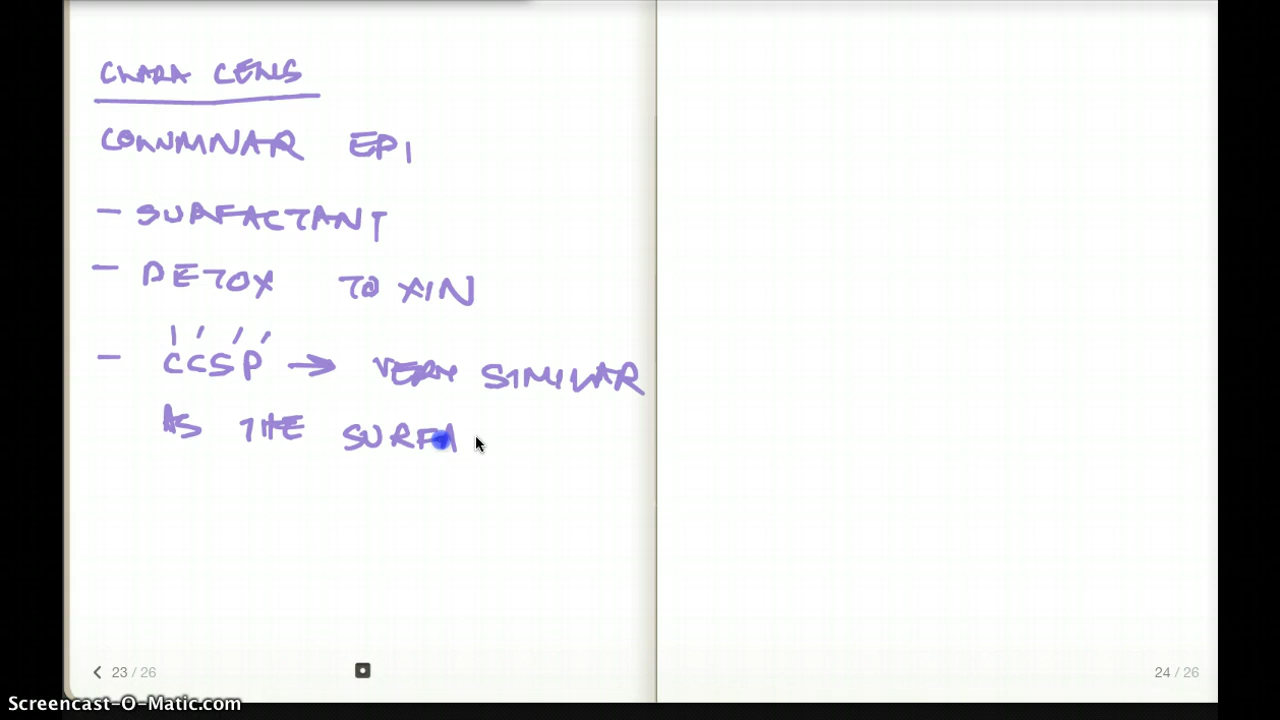 CLARA CELLS
COLUMNAR EPI
- SURFACTANT
- DETOX TOXIN
- CCSP → VERY SIMILAR
AS THE SURFA
23 / 26
24 / 26
Screencast-O-Matic.com